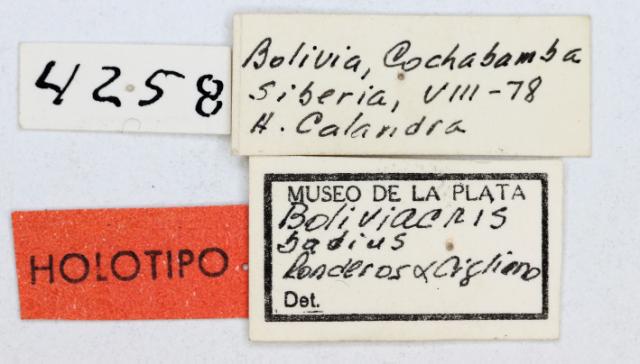 4258
Bolivia, Cochabamba
Siberia, VIII-78
H. Calandra
HOLOTIPO
MUSEO DE LA PLATA
Boliviacris
badius
Ronderos & Cigliano
Det.